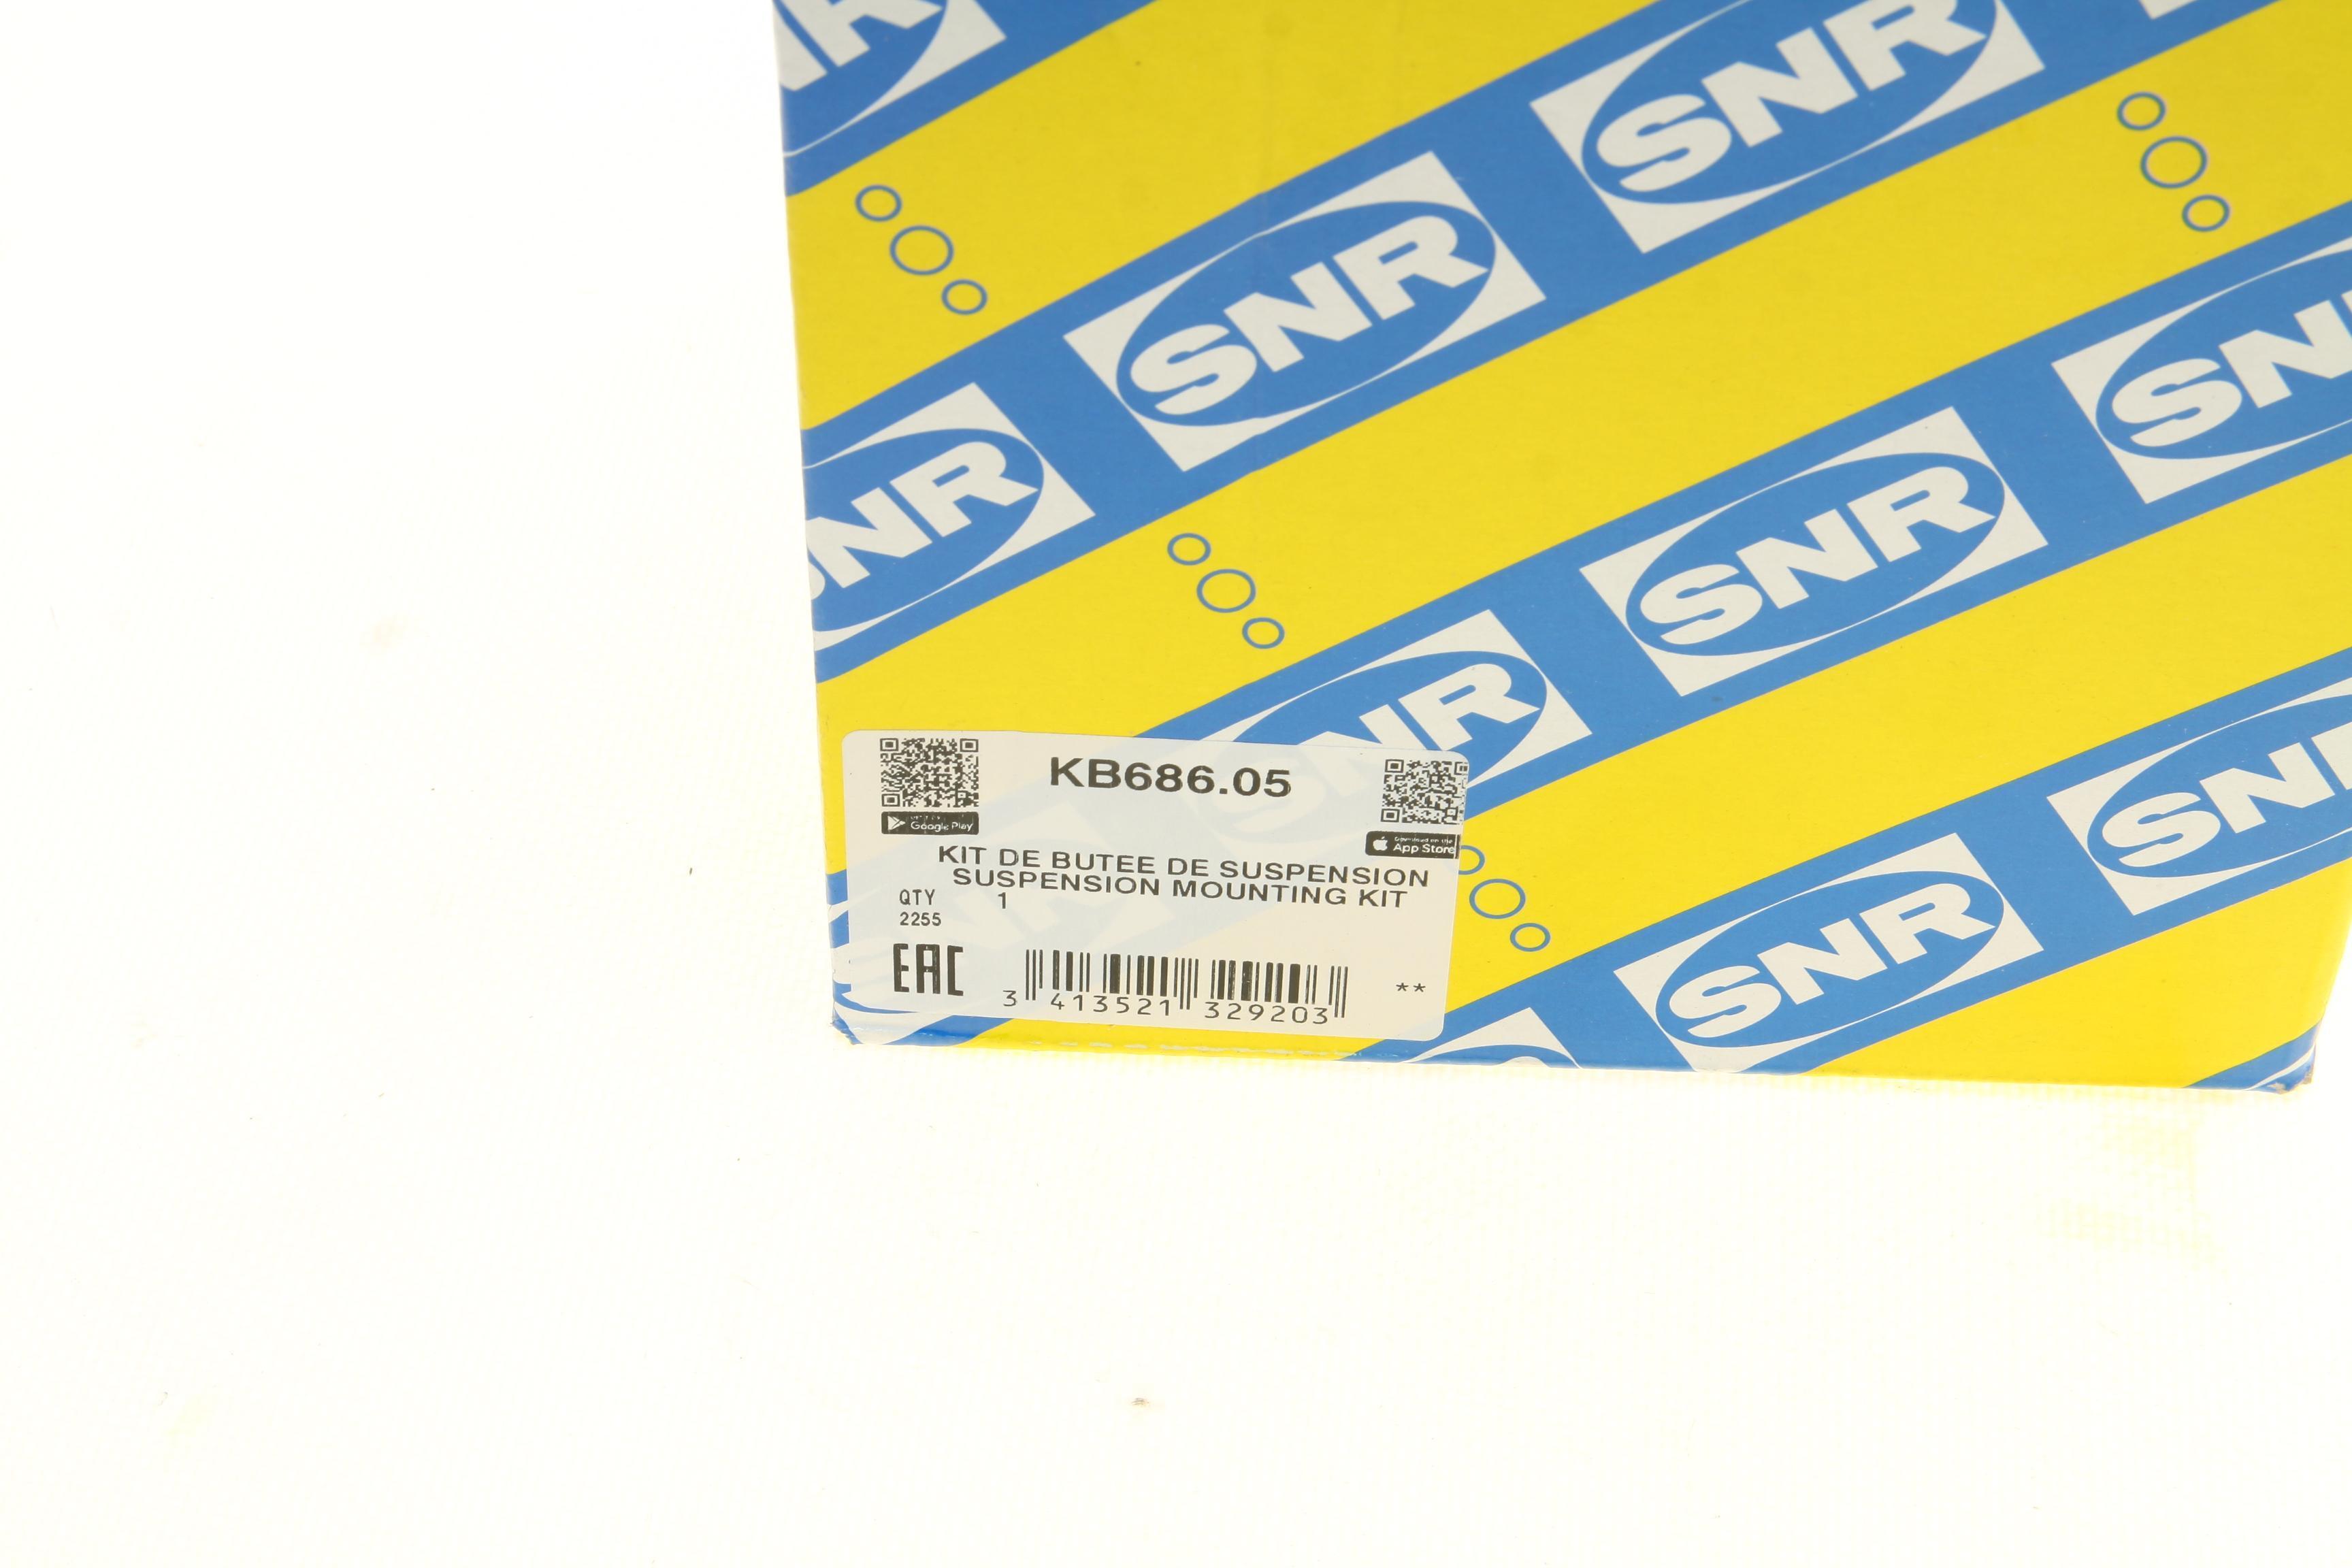 SNR
SNR
SNR
SNR
SNR
SNR
SNR
KB686.05
Google Play
App Store
KIT DE BUTEE DE SUSPENSION
SUSPENSION MOUNTING KIT
QTY 1
2255
EAC
3 413521 329203 **